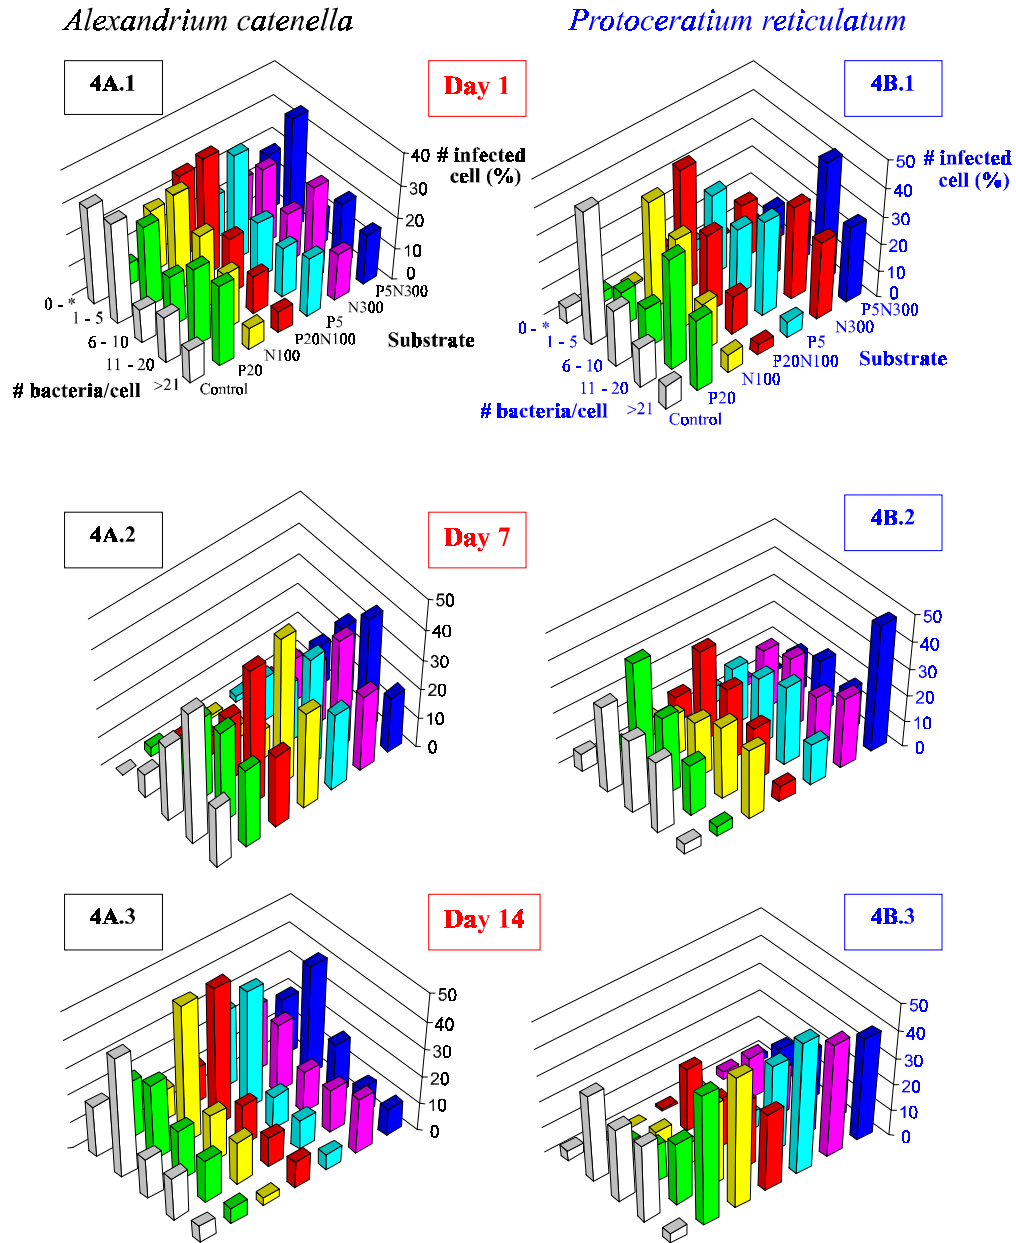 Alexandrium catenella
Protoceratium reticulatum
4A.1
Day 1
4B.1
40
30
20
10
0
# infected
cell (%)
0 - *
1 - 5
6 - 10
11 - 20
>21
# bacteria/cell
Control
P20
N100
P20N100
P5
N300
P5N300
Substrate
50
40
30
20
10
0
# infected
cell (%)
0 - *
1 - 5
6 - 10
11 - 20
>21
# bacteria/cell
Control
P20
N100
P20N100
P5
N300
P5N300
Substrate
4A.2
Day 7
4B.2
50
40
30
20
10
0
50
40
30
20
10
0
4A.3
Day 14
4B.3
50
40
30
20
10
0
50
40
30
20
10
0